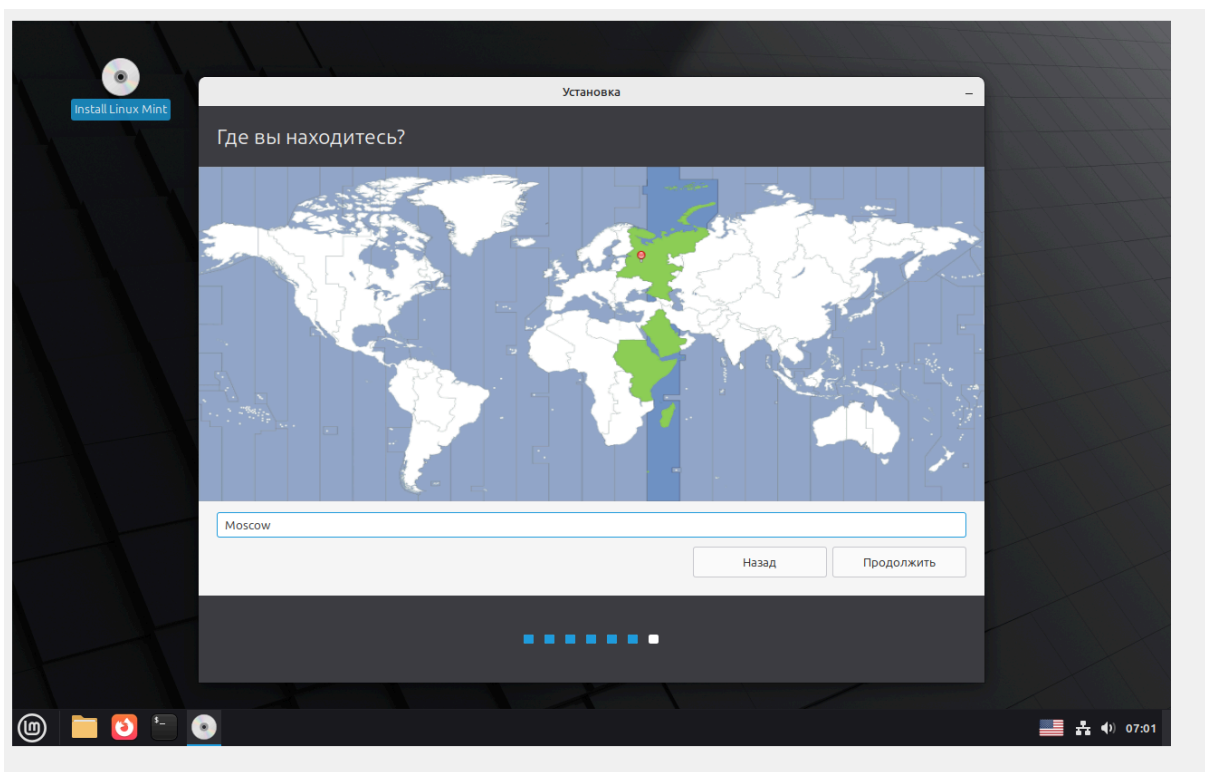 Install Linux Mint
Установка
Где вы находитесь?
Moscow
Назад
Продолжить
$_
07:01